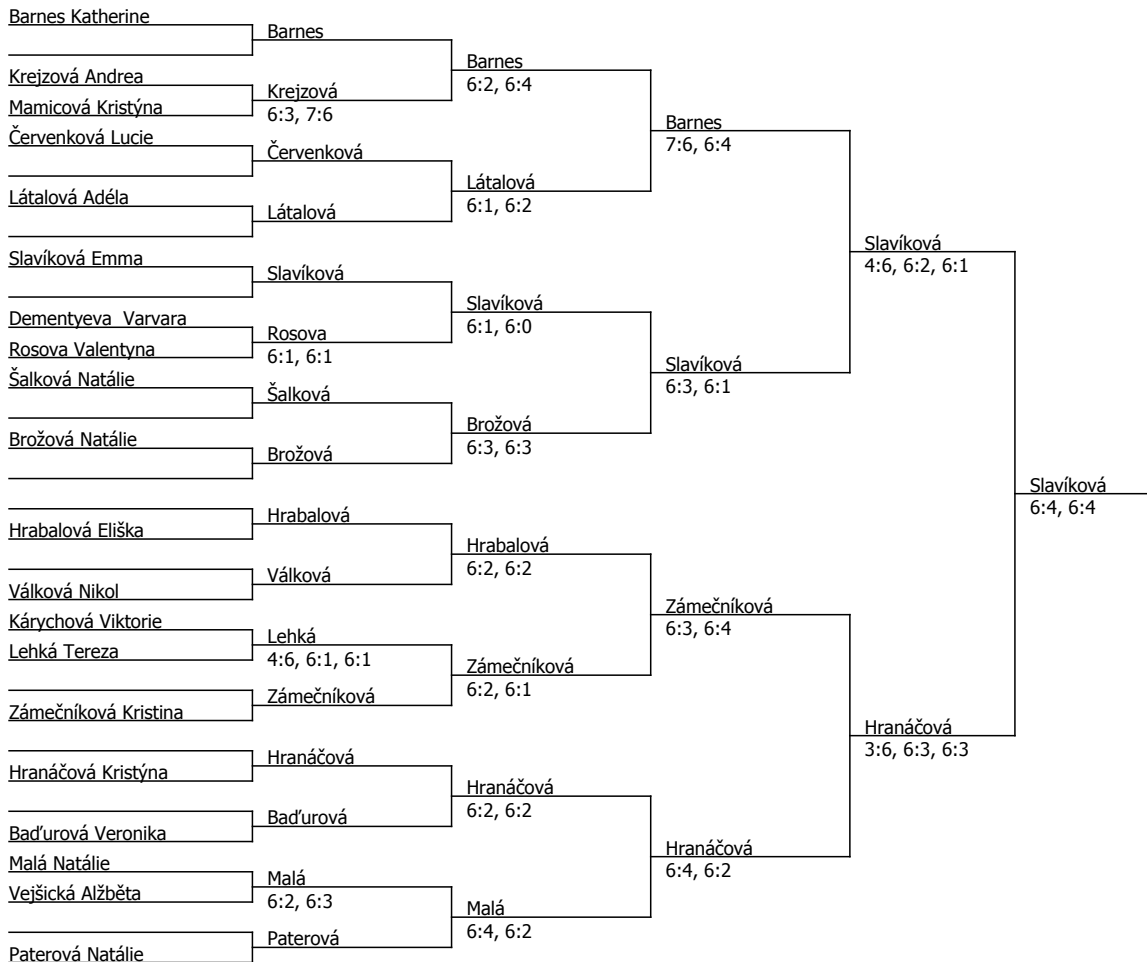 Barnes Katherine
Krejzová Andrea
Mamicová Kristýna
Červenková Lucie
Látalová Adéla
Slavíková Emma
Dementyeva  Varvara
Rosova Valentyna
Šalková Natálie
Brožová Natálie
Hrabalová Eliška
Válková Nikol
Kárychová Viktorie
Lehká Tereza
Zámečníková Kristina
Hranáčová Kristýna
Baďurová Veronika
Malá Natálie
Vejšická Alžběta
Paterová Natálie
Barnes
Krejzová
6:3, 7:6
Červenková
Látalová
Slavíková
Rosova
6:1, 6:1
Šalková
Brožová
Hrabalová
Válková
Lehká
4:6, 6:1, 6:1
Zámečníková
Hranáčová
Baďurová
Malá
6:2, 6:3
Paterová
Barnes
6:2, 6:4
Látalová
6:1, 6:2
Slavíková
6:1, 6:0
Brožová
6:3, 6:3
Hrabalová
6:2, 6:2
Zámečníková
6:2, 6:1
Hranáčová
6:2, 6:2
Malá
6:4, 6:2
Barnes
7:6, 6:4
Slavíková
6:3, 6:1
Zámečníková
6:3, 6:4
Hranáčová
6:4, 6:2
Slavíková
4:6, 6:2, 6:1
Hranáčová
3:6, 6:3, 6:3
Slavíková
6:4, 6:4